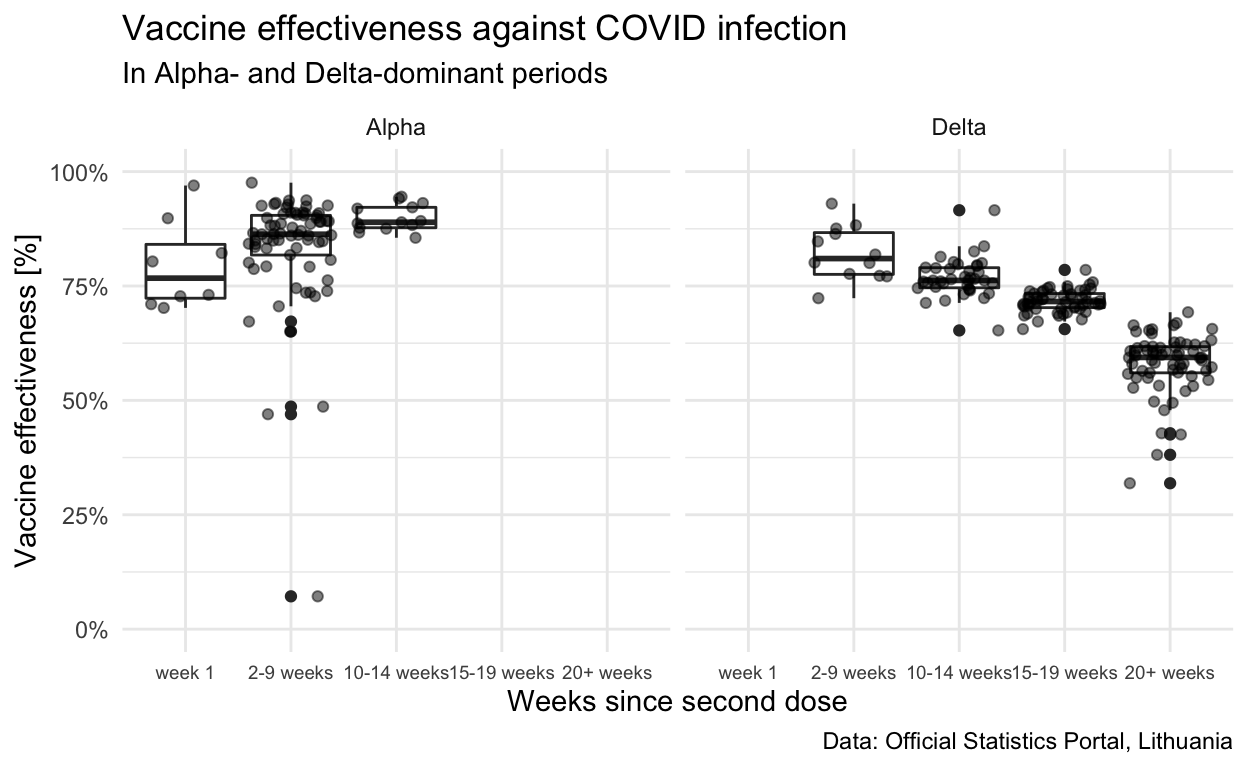 Vaccine effectiveness against COVID infection
In Alpha- and Delta-dominant periods
Alpha
Delta
Vaccine effectiveness [%]
100%
75%
50%
25%
0%
week 1 2-9 weeks 10-14 weeks 15-19 weeks 20+ weeks
week 1 2-9 weeks 10-14 weeks 15-19 weeks 20+ weeks
Weeks since second dose
Data: Official Statistics Portal, Lithuania